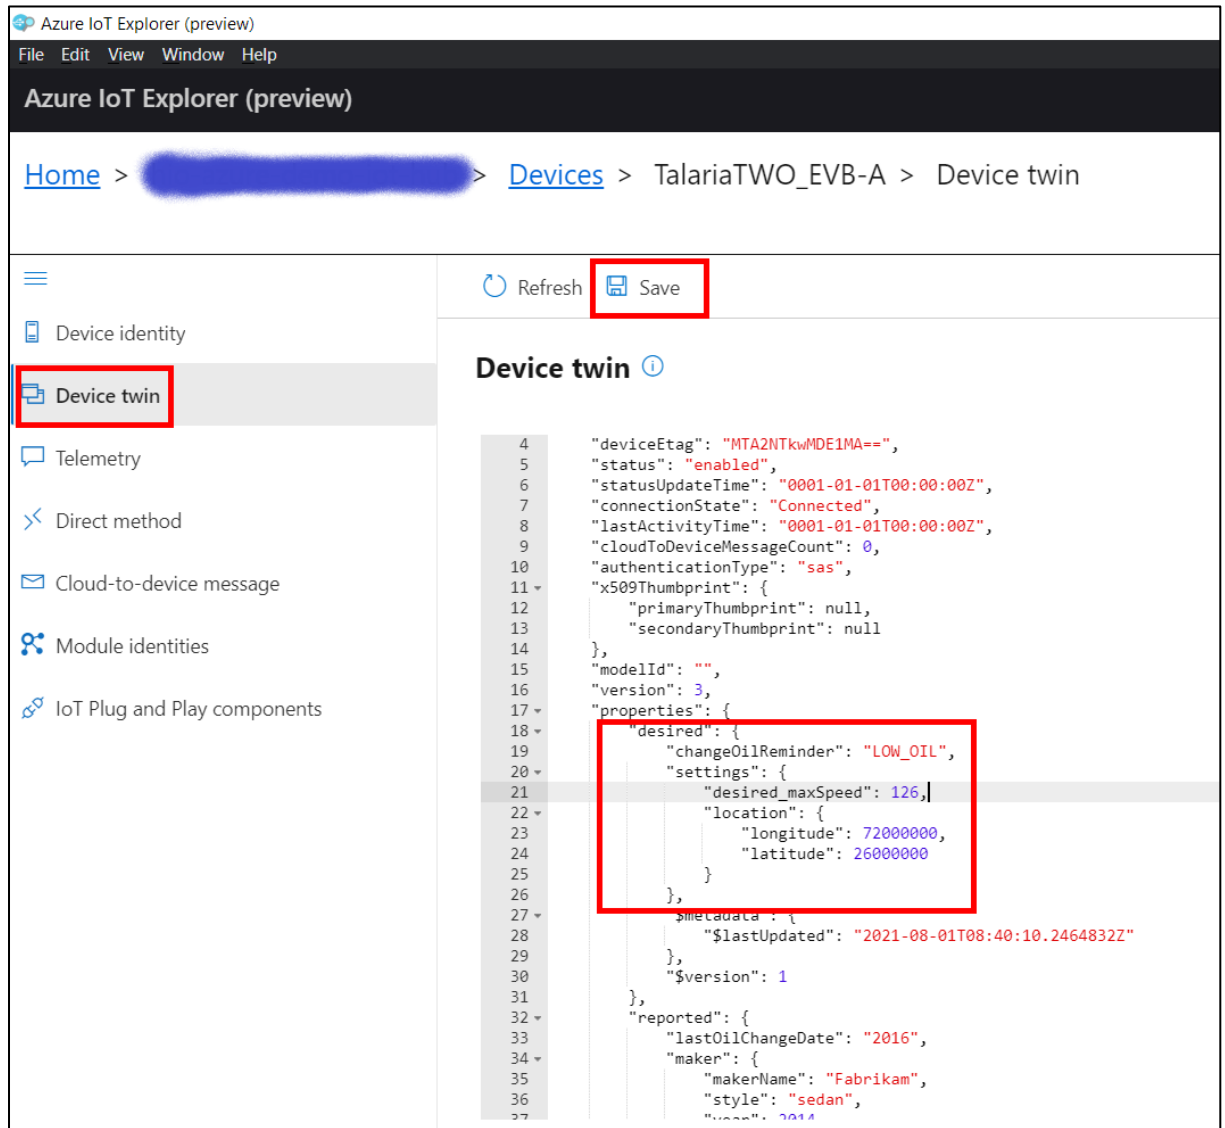 Azure IoT Explorer (preview)
File Edit View Window Help
Azure IoT Explorer (preview)
Home > > Devices > TalariaTWO_EVB-A > Device twin
Refresh Save
Device identity
Device twin
Telemetry
Direct method
Cloud-to-device message
Module identities
IoT Plug and Play components
Device twin
4 "deviceEtag": "MTA2NTkwMDE1MA==",
5 "status": "enabled",
6 "statusUpdateTime": "0001-01-01T00:00:00Z",
7 "connectionState": "Connected",
8 "lastActivityTime": "0001-01-01T00:00:00Z",
9 "cloudToDeviceMessageCount": 0,
10 "authenticationType": "sas",
11 "x509Thumbprint": {
12 "primaryThumbprint": null,
13 "secondaryThumbprint": null
14 },
15 "modelId": "",
16 "version": 3,
17 "properties": {
18 "desired": {
19 "changeOilReminder": "LOW_OIL",
20 "settings": {
21 "desired_maxSpeed": 126,
22 "location": {
23 "longitude": 72000000,
24 "latitude": 26000000
25 }
26 },
27 "$metadata": {
28 "$lastUpdated": "2021-08-01T08:40:10.2464832Z"
29 },
30 "$version": 1
31 },
32 "reported": {
33 "lastOilChangeDate": "2016",
34 "maker": {
35 "makerName": "Fabrikam",
36 "style": "sedan",
37 "year": 2014